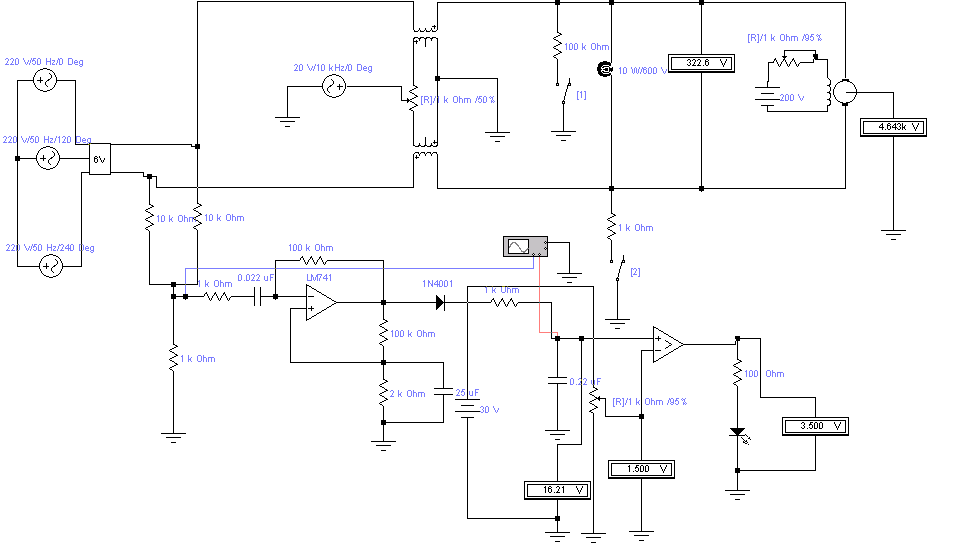 220 V/50 Hz/0 Deg
220 V/50 Hz/120 Deg
6V
220 V/50 Hz/240 Deg
10 k Ohm
10 k Ohm
20 V/10 kHz/0 Deg
[R]/1 k Ohm /50%
100 k Ohm
[1]
10 W/600 V
322.6 V
[R]/1 k Ohm /95%
200 V
4.643k V
1 k Ohm
[2]
100 k Ohm
1 k Ohm
0.022 uF
LM741
1N4001
1 k Ohm
1 k Ohm
100 k Ohm
2 k Ohm
25 uF
30 V
0.22 uF
[R]/1 k Ohm /95%
100 Ohm
3.500 V
1.500 V
16.21 V